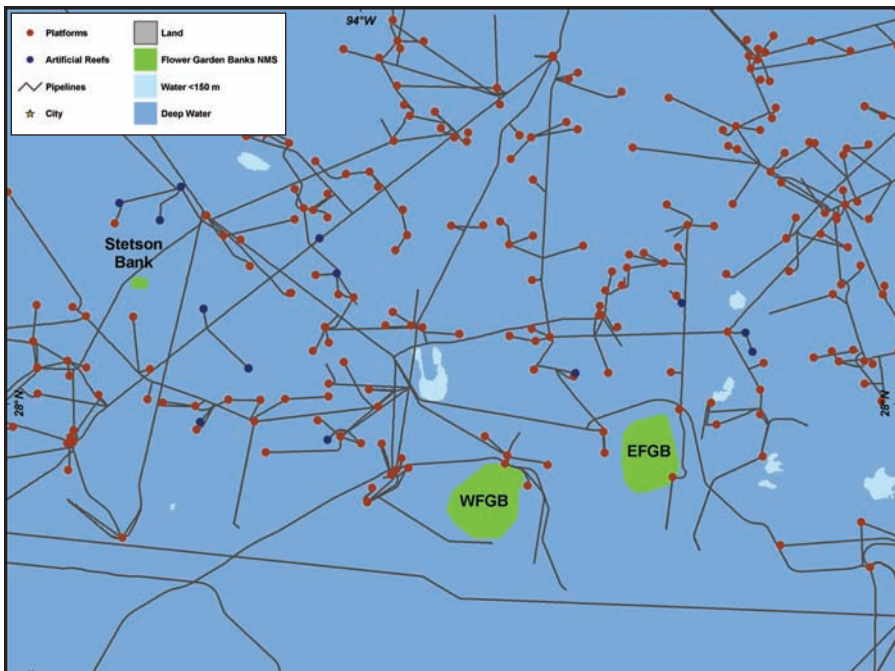 94°W
Platforms
Land
Artificial Reefs
Flower Garden Banks NMS
Pipelines
Water <150 m
City
Deep Water
Stetson
Bank
28°N
28°N
EFGB
WFGB